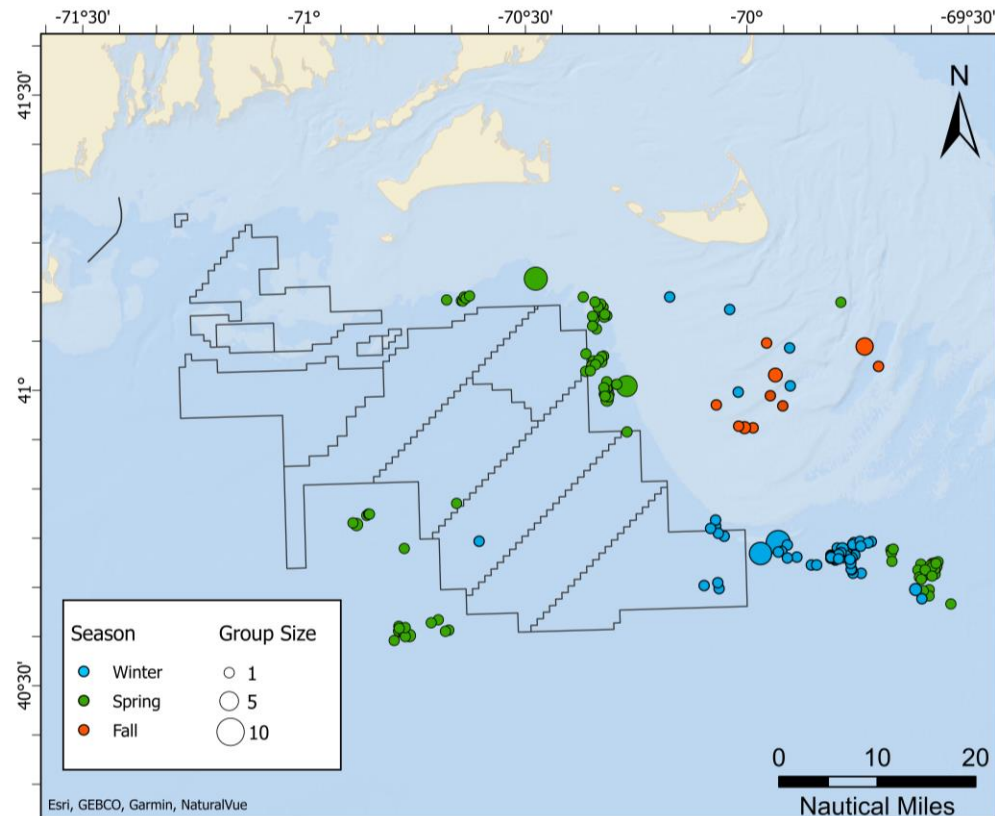 -71°30' -71° -70°30' -70° -69°30'
41°30'
N
41°
40°30'
Season Group Size
Winter 1
Spring 5
Fall 10
0 10 20
Nautical Miles
Esri, GEBCO, Garmin, NaturalVue